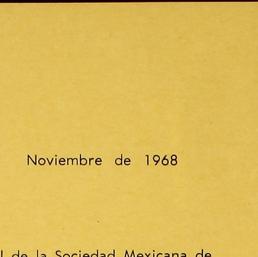 Noviembre de 1968
l de la Sociedad Mexicana de